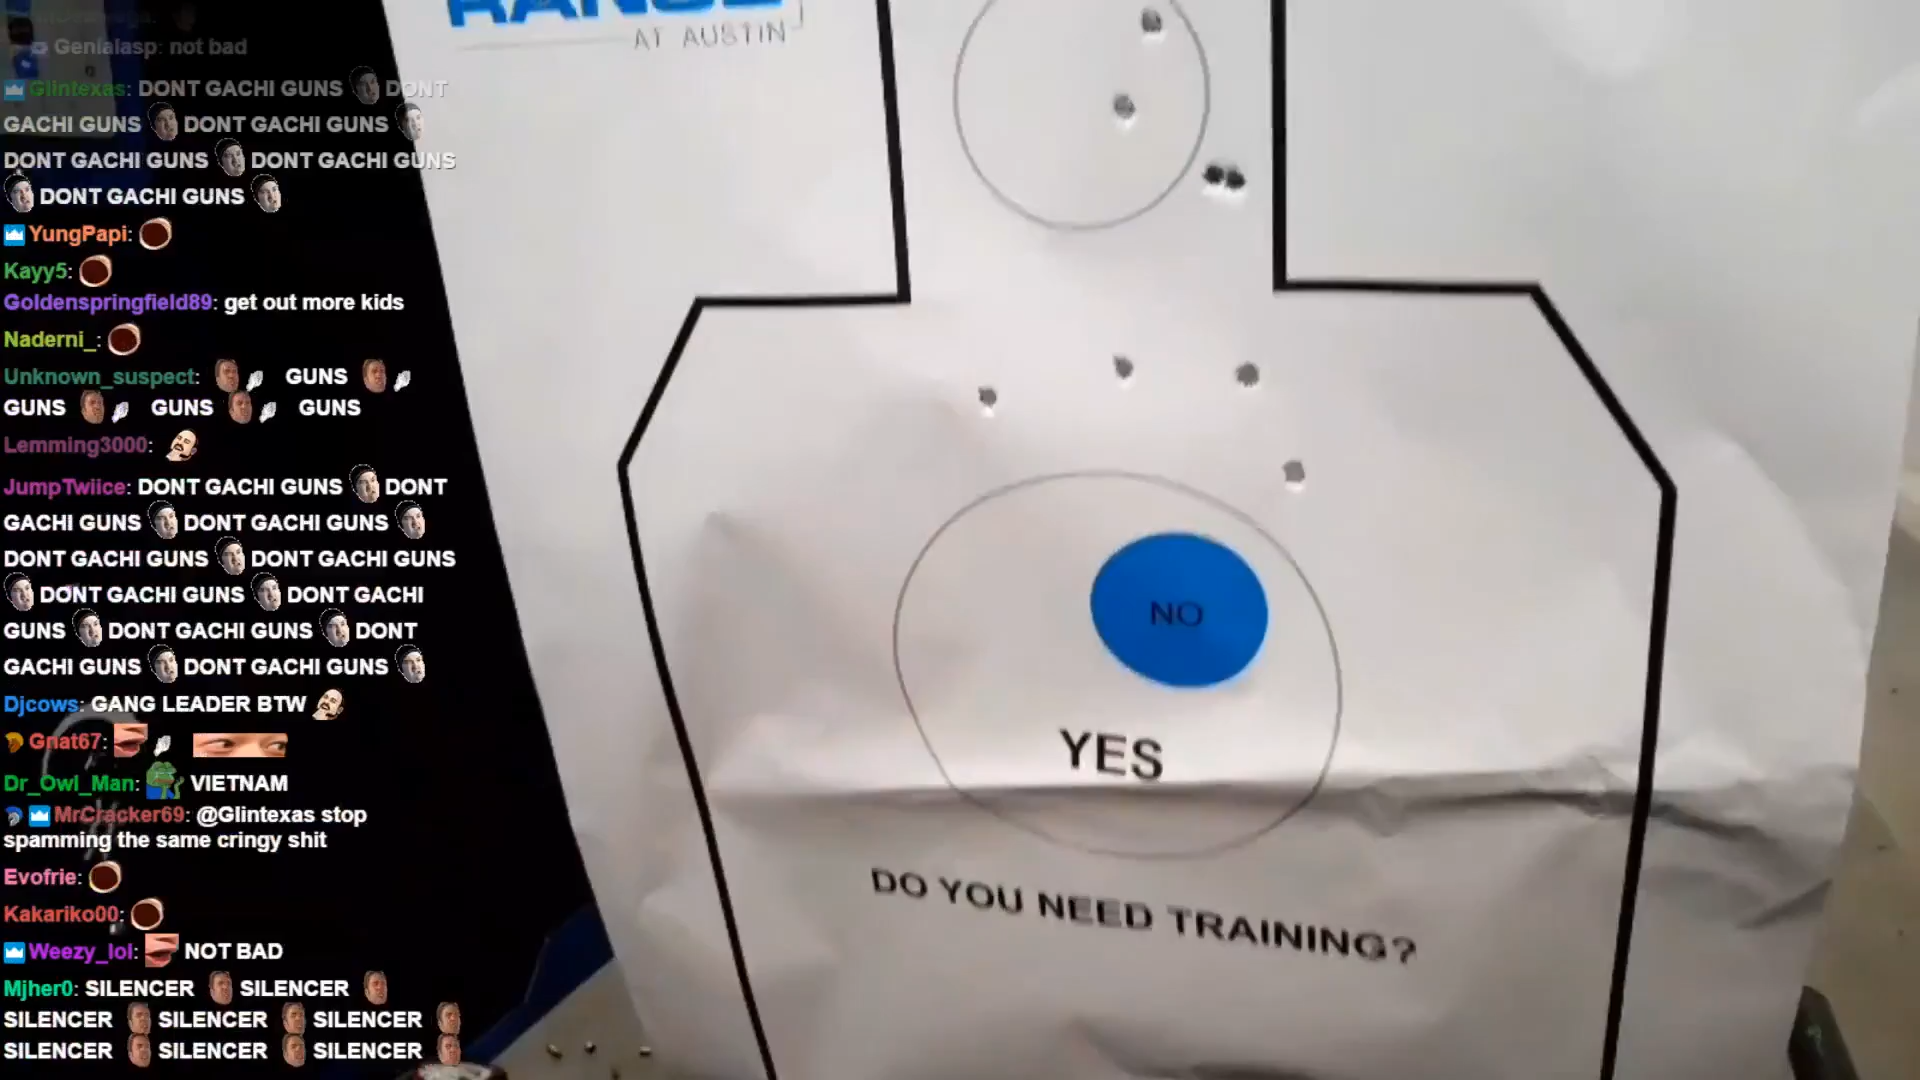 Genialasp: not bad
Glintexas: DONT GACHI GUNS DONT
GACHI GUNS DONT GACHI GUNS
DONT GACHI GUNS DONT GACHI GUNS
DONT GACHI GUNS
YungPapi:
Kayy5:
Goldenspringfield89: get out more kids
Naderni_:
Unknown_suspect: GUNS
GUNS GUNS GUNS
Lemming3000:
JumpTwiice: DONT GACHI GUNS DONT
GACHI GUNS DONT GACHI GUNS
DONT GACHI GUNS DONT GACHI GUNS
DONT GACHI GUNS DONT GACHI
GUNS DONT GACHI GUNS DONT
GACHI GUNS DONT GACHI GUNS
Djcows: GANG LEADER BTW
Gnat67:
Dr_Owl_Man: VIETNAM
MrCracker69: @Glintexas stop
spamming the same cringy shit
Evofrie:
Kakariko00:
Weezy_lol: NOT BAD
Mjher0: SILENCER SILENCER
SILENCER SILENCER SILENCER
SILENCER SILENCER SILENCER
RANGE
AT AUSTIN
NO
YES
DO YOU NEED TRAINING?